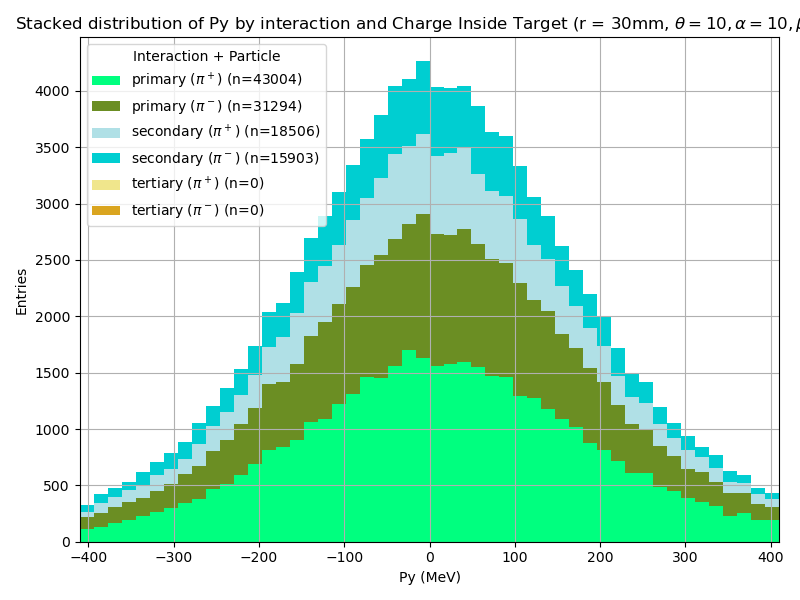 Stacked distribution of Py by interaction and Charge Inside Target (r = 30mm, θ = 10, α = 10,
Interaction + Particle
primary (π⁺) (n=43004)
primary (π⁻) (n=31294)
secondary (π⁺) (n=18506)
secondary (π⁻) (n=15903)
tertiary (π⁺) (n=0)
tertiary (π⁻) (n=0)
Entries
4000
3500
3000
2500
2000
1500
1000
500
0
−400 −300 −200 −100 0 100 200 300 400
Py (MeV)